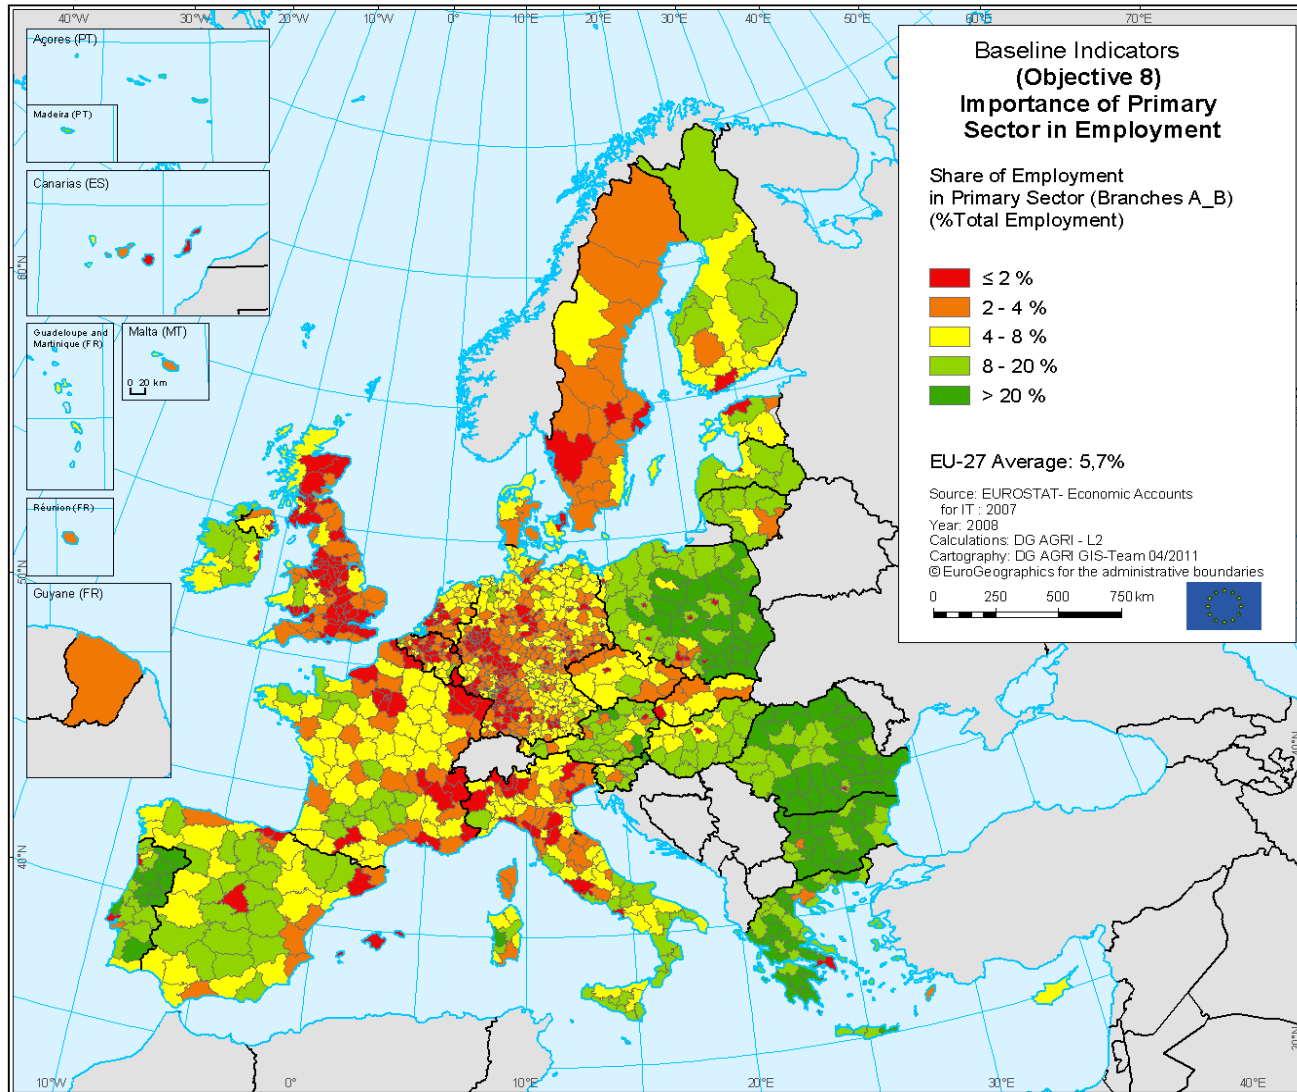 40°W
30°W
20°W
10°W
0°
10°E
20°E
30°E
40°E
50°E
60°E
70°E
Açores (PT)
Madeira (PT)
Canarias (ES)
Guadeloupe and
Martinique (FR)
Malta (MT)
0 20 km
Réunion (FR)
Guyane (FR)
Baseline Indicators
(Objective 8)
Importance of Primary
Sector in Employment
Share of Employment
in Primary Sector (Branches A_B)
(%Total Employment)
≤ 2 %
2 - 4 %
4 - 8 %
8 - 20 %
> 20 %
EU-27 Average: 5,7%
Source: EUROSTAT- Economic Accounts
for IT : 2007
Year: 2008
Calculations: DG AGRI - L2
Cartography: DG AGRI GIS-Team 04/2011
© EuroGeographics for the administrative boundaries
0 250 500 750 km
60°N
50°N
40°N
40°N
30°N
10°W
0°
10°E
20°E
30°E
40°E